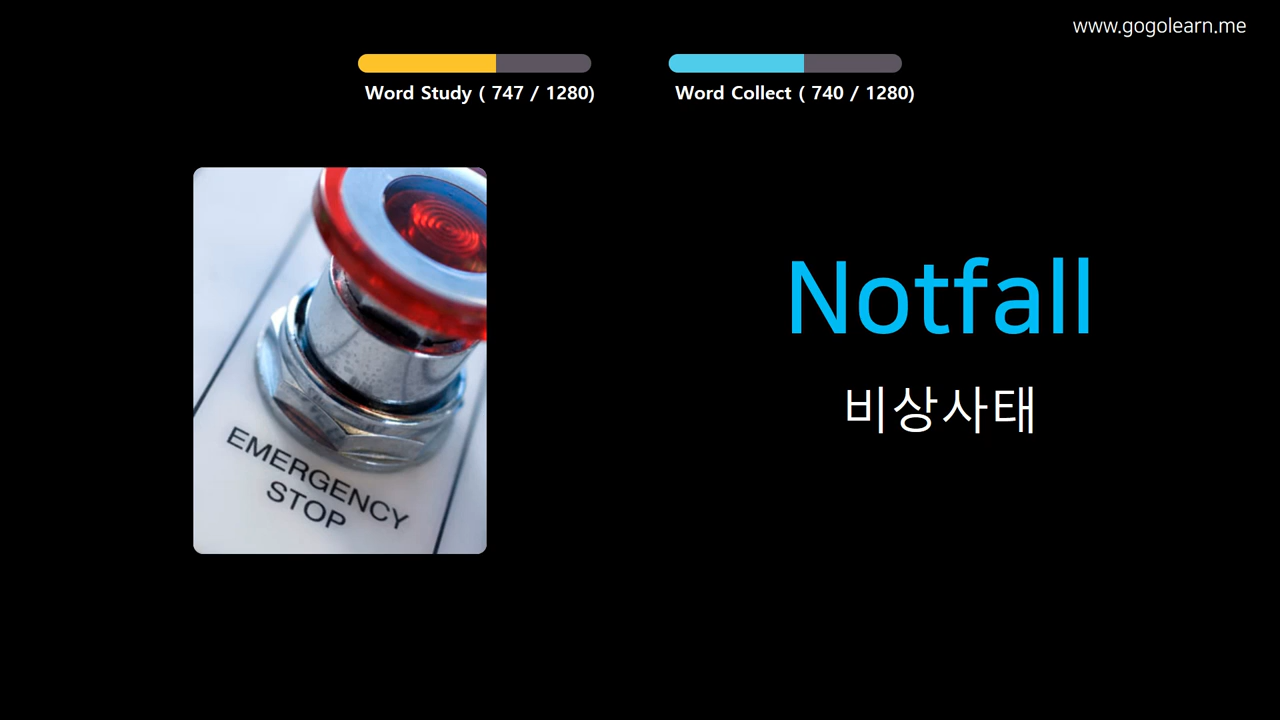 www.gogolearn.me
Word Study ( 747 / 1280)
Word Collect ( 740 / 1280)
Notfall
비상사태
EMERGENCY
STOP